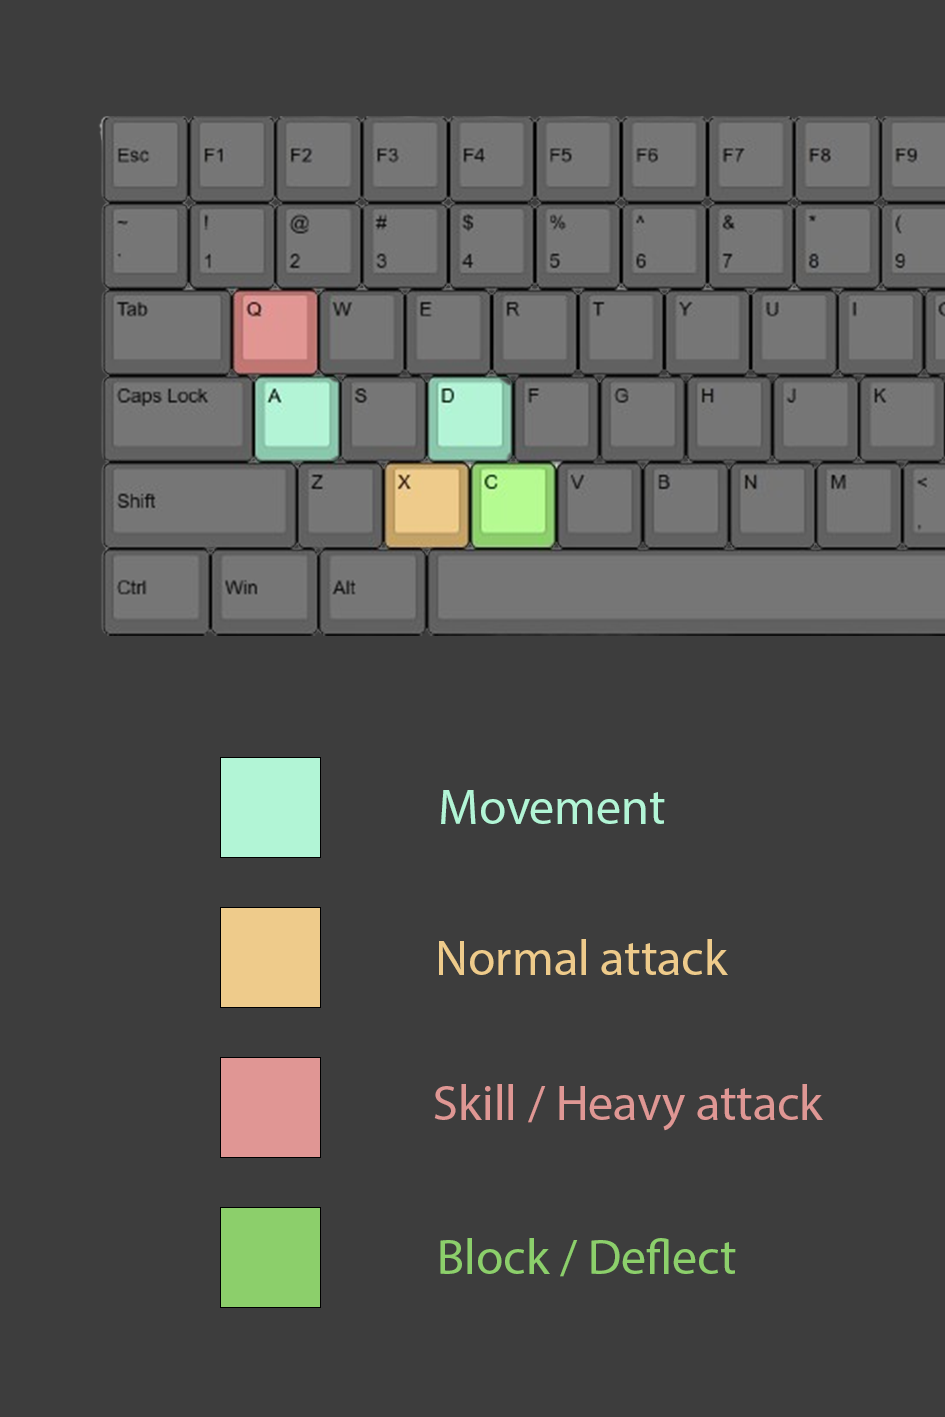 Esc F1 F2 F3 F4 F5 F6 F7 F8 F9
~ ! @ # $ % ^ & * (
` 1 2 3 4 5 6 7 8 9
Tab Q W E R T Y U I
Caps Lock A S D F G H J K
Shift Z X C V B N M <
,
Ctrl Win Alt
Movement
Normal attack
Skill / Heavy attack
Block / Deflect